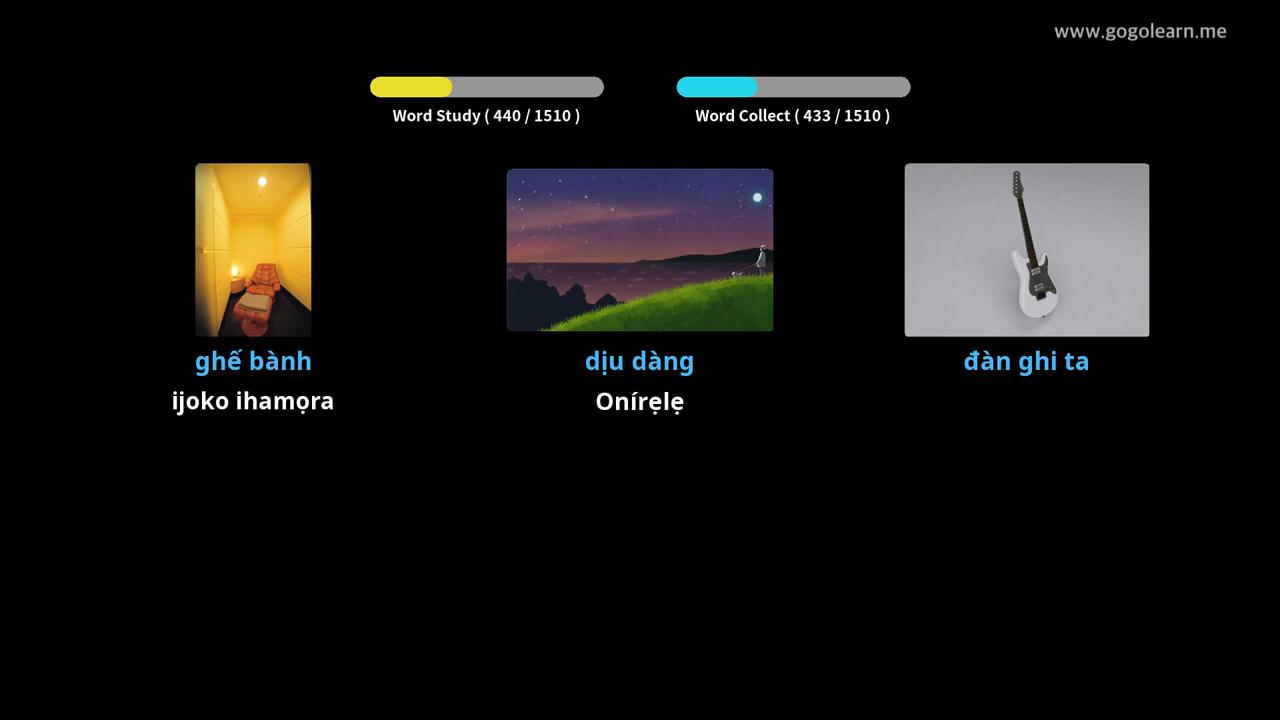 www.gogolearn.me
Word Study ( 440 / 1510 )
Word Collect ( 433 / 1510 )
ghế bành
dịu dàng
đàn ghi ta
ijoko ihamọra
Onírẹlẹ